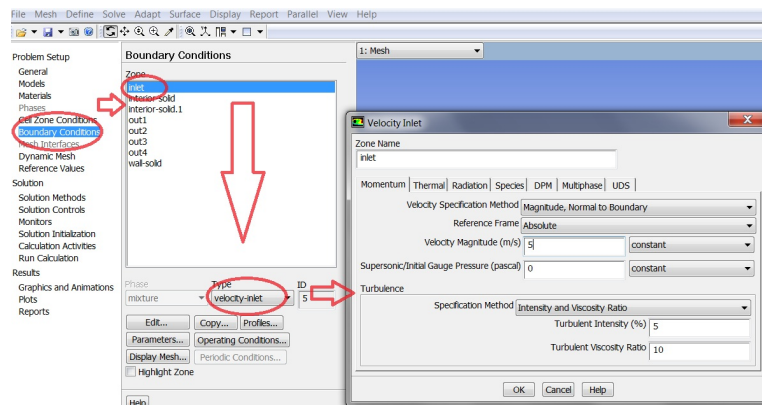 File Mesh Define Solve Adapt Surface Display Report Parallel View Help
Problem Setup
General
Models
Materials
Phases
Cell Zone Conditions
Boundary Conditions
Mesh Interfaces
Dynamic Mesh
Reference Values
Solution
Solution Methods
Solution Controls
Monitors
Solution Initialization
Calculation Activities
Run Calculation
Results
Graphics and Animations
Plots
Reports
Boundary Conditions
Zone
inlet
interior-solid
interior-solid.1
out1
out2
out3
out4
wall-solid
Phase Type ID
mixture velocity-inlet 5
Edit... Copy... Profiles...
Parameters... Operating Conditions...
Display Mesh... Periodic Conditions...
Highlight Zone
Help
1: Mesh
Velocity Inlet
Zone Name
inlet
Momentum Thermal Radiation Species DPM Multiphase UDS
Velocity Specification Method Magnitude, Normal to Boundary
Reference Frame Absolute
Velocity Magnitude (m/s) 5 constant
Supersonic/Initial Gauge Pressure (pascal) 0 constant
Turbulence
Specification Method Intensity and Viscosity Ratio
Turbulent Intensity (%) 5
Turbulent Viscosity Ratio 10
OK Cancel Help